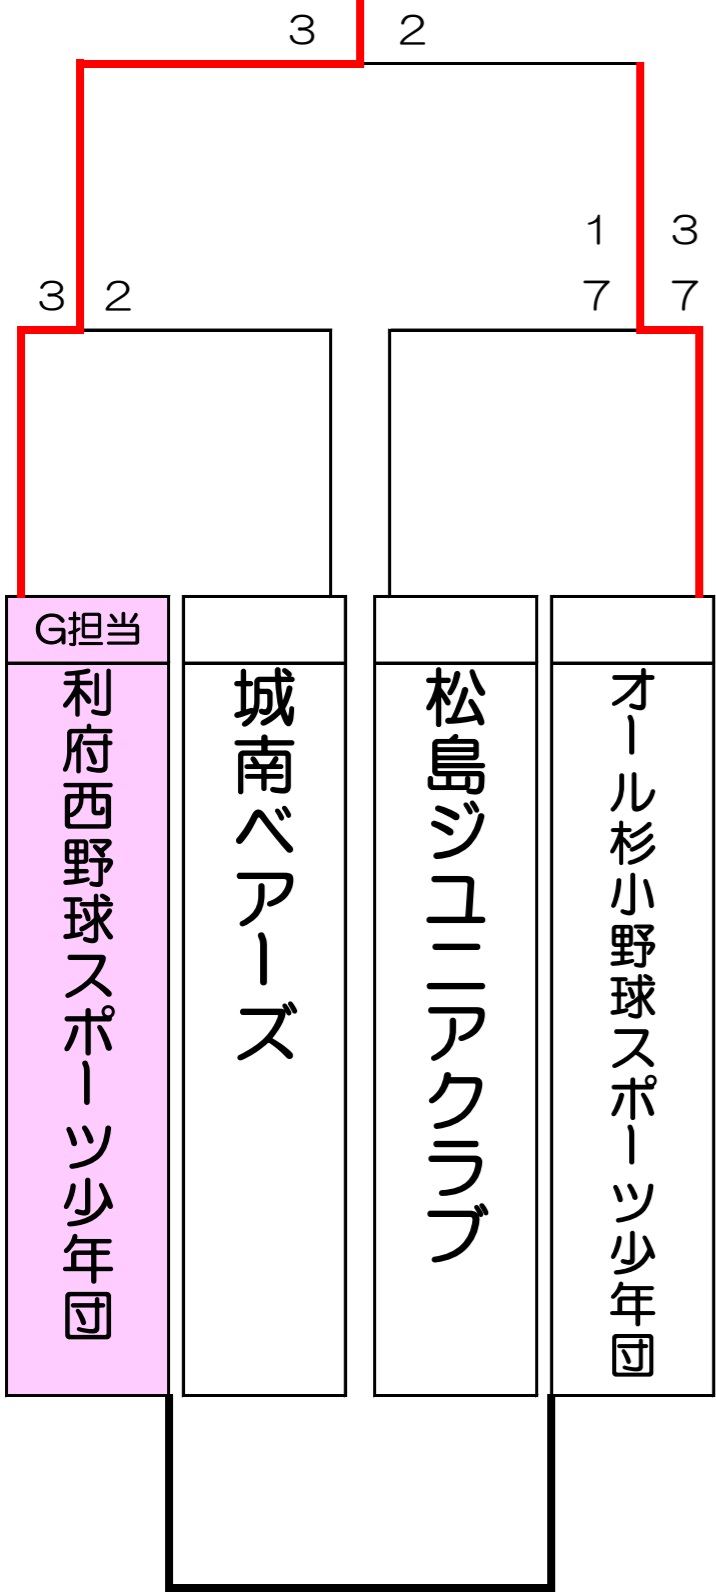 3 2
1 3
3 2 7 7
G担当
利府西野球スポーツ少年団
城南ベアーズ
松島ジュニアクラブ
オール杉小野球スポーツ少年団